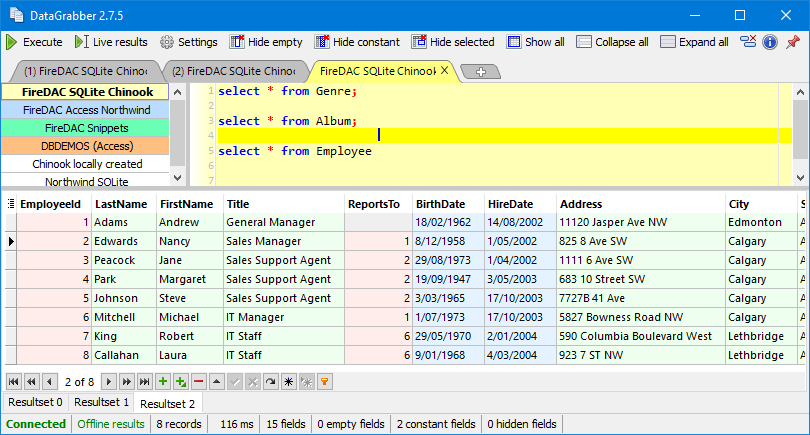 DataGrabber 2.7.5
Execute Live results Settings Hide empty Hide constant Hide selected Show all Collapse all Expand all
(1) FireDAC SQLite Chinoo (2) FireDAC SQLite Chinoo FireDAC SQLite Chinook
FireDAC SQLite Chinook
FireDAC Access Northwind
FireDAC Snippets
DBDEMOS (Access)
Chinook locally created
Northwind SQLite
1 select * from Genre;
2
3 select * from Album;
4
5 select * from Employee
6
7
EmployeeId LastName FirstName Title ReportsTo BirthDate HireDate Address City S
1 Adams Andrew General Manager 18/02/1962 14/08/2002 11120 Jasper Ave NW Edmonton A
2 Edwards Nancy Sales Manager 1 8/12/1958 1/05/2002 825 8 Ave SW Calgary A
3 Peacock Jane Sales Support Agent 2 29/08/1973 1/04/2002 1111 6 Ave SW Calgary A
4 Park Margaret Sales Support Agent 2 19/09/1947 3/05/2003 683 10 Street SW Calgary A
5 Johnson Steve Sales Support Agent 2 3/03/1965 17/10/2003 7727B 41 Ave Calgary A
6 Mitchell Michael IT Manager 1 1/07/1973 17/10/2003 5827 Bowness Road NW Calgary A
7 King Robert IT Staff 6 29/05/1970 2/01/2004 590 Columbia Boulevard West Lethbridge A
8 Callahan Laura IT Staff 6 9/01/1968 4/03/2004 923 7 ST NW Lethbridge A
2 of 8
Resultset 0 Resultset 1 Resultset 2
Connected Offline results 8 records 116 ms 15 fields 0 empty fields 2 constant fields 0 hidden fields